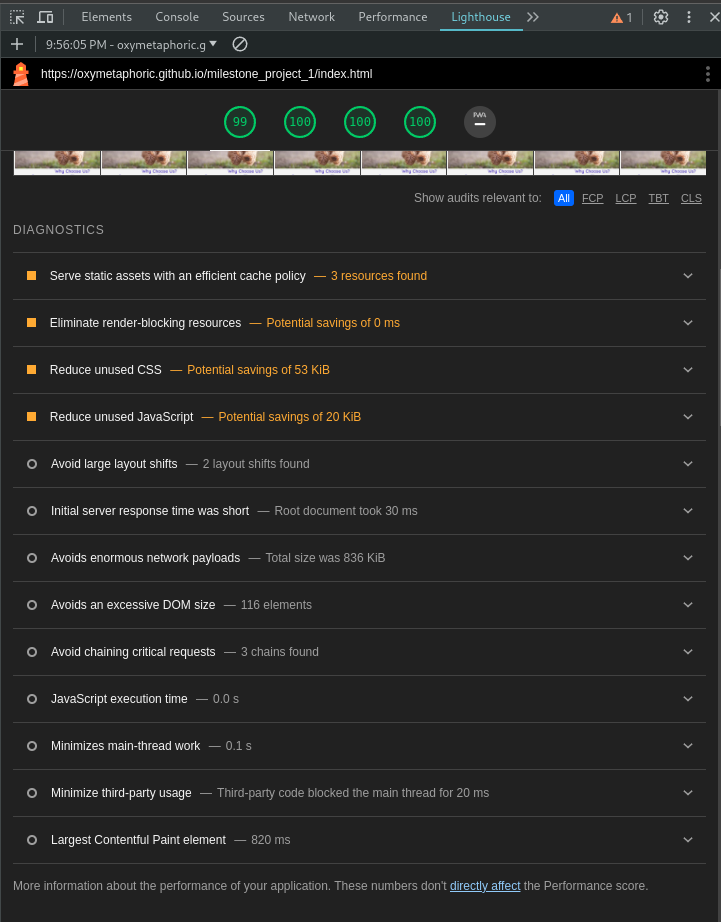 Elements Console Sources Network Performance Lighthouse 1
9:56:05 PM - oxymetaphoric.g
https://oxymetaphoric.github.io/milestone_project_1/index.html
99 100 100 100 PWA
Why Choose Us? Why Choose Us? Why Choose Us? Why Choose Us? Why Choose Us? Why Choose Us? Why Choose Us? Why Choose Us?
Show audits relevant to: All FCP LCP TBT CLS
DIAGNOSTICS
Serve static assets with an efficient cache policy — 3 resources found
Eliminate render-blocking resources — Potential savings of 0 ms
Reduce unused CSS — Potential savings of 53 KiB
Reduce unused JavaScript — Potential savings of 20 KiB
Avoid large layout shifts — 2 layout shifts found
Initial server response time was short — Root document took 30 ms
Avoids enormous network payloads — Total size was 836 KiB
Avoids an excessive DOM size — 116 elements
Avoid chaining critical requests — 3 chains found
JavaScript execution time — 0.0 s
Minimizes main-thread work — 0.1 s
Minimize third-party usage — Third-party code blocked the main thread for 20 ms
Largest Contentful Paint element — 820 ms
More information about the performance of your application. These numbers don't directly affect the Performance score.